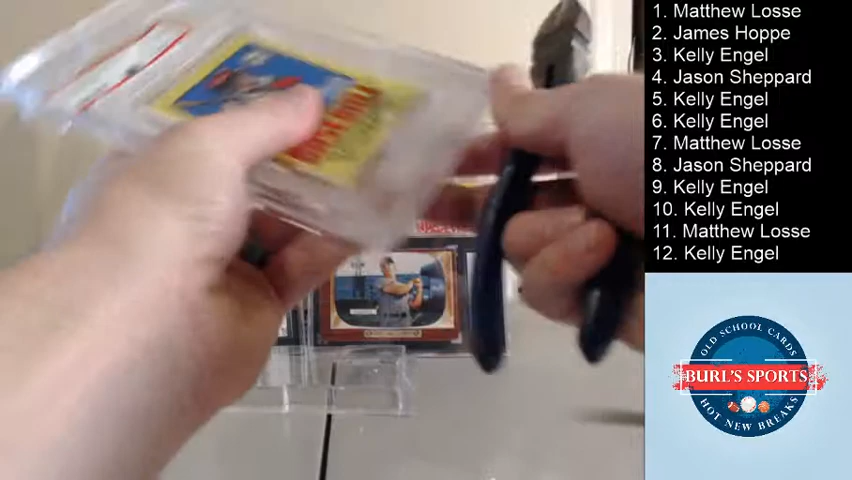 1. Matthew Losse
2. James Hoppe
3. Kelly Engel
4. Jason Sheppard
5. Kelly Engel
6. Kelly Engel
7. Matthew Losse
8. Jason Sheppard
9. Kelly Engel
10. Kelly Engel
11. Matthew Losse
12. Kelly Engel
BASEBALL
OLD SCHOOL CARDS
BURL'S SPORTS
HOT NEW BREAKS